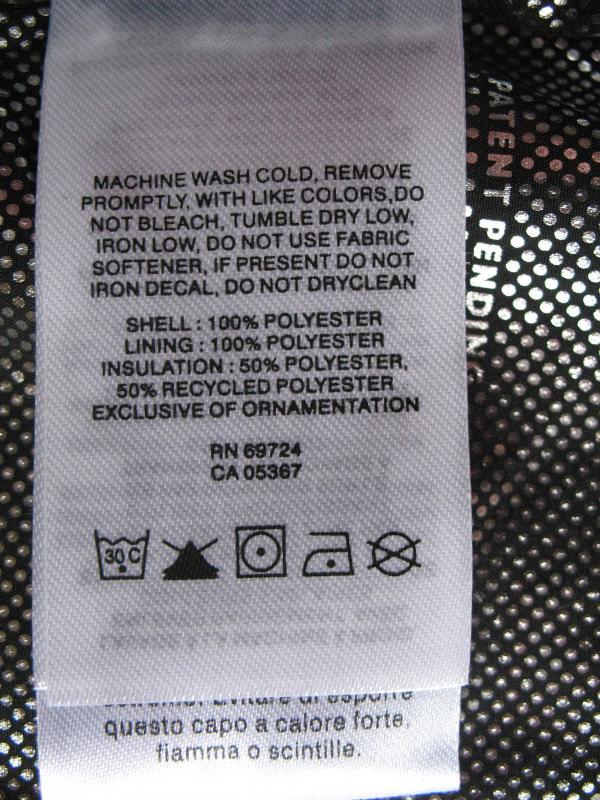 MACHINE WASH COLD, REMOVE
PROMPTLY, WITH LIKE COLORS, DO
NOT BLEACH, TUMBLE DRY LOW,
IRON LOW, DO NOT USE FABRIC
SOFTENER, IF PRESENT DO NOT
IRON DECAL, DO NOT DRYCLEAN
SHELL : 100% POLYESTER
LINING : 100% POLYESTER
INSULATION : 50% POLYESTER,
50% RECYCLED POLYESTER
EXCLUSIVE OF ORNAMENTATION
RN 69724
CA 05367
30 C
Evitare di esporre
questo capo a calore forte,
fiamma o scintille.
PATENT PENDING